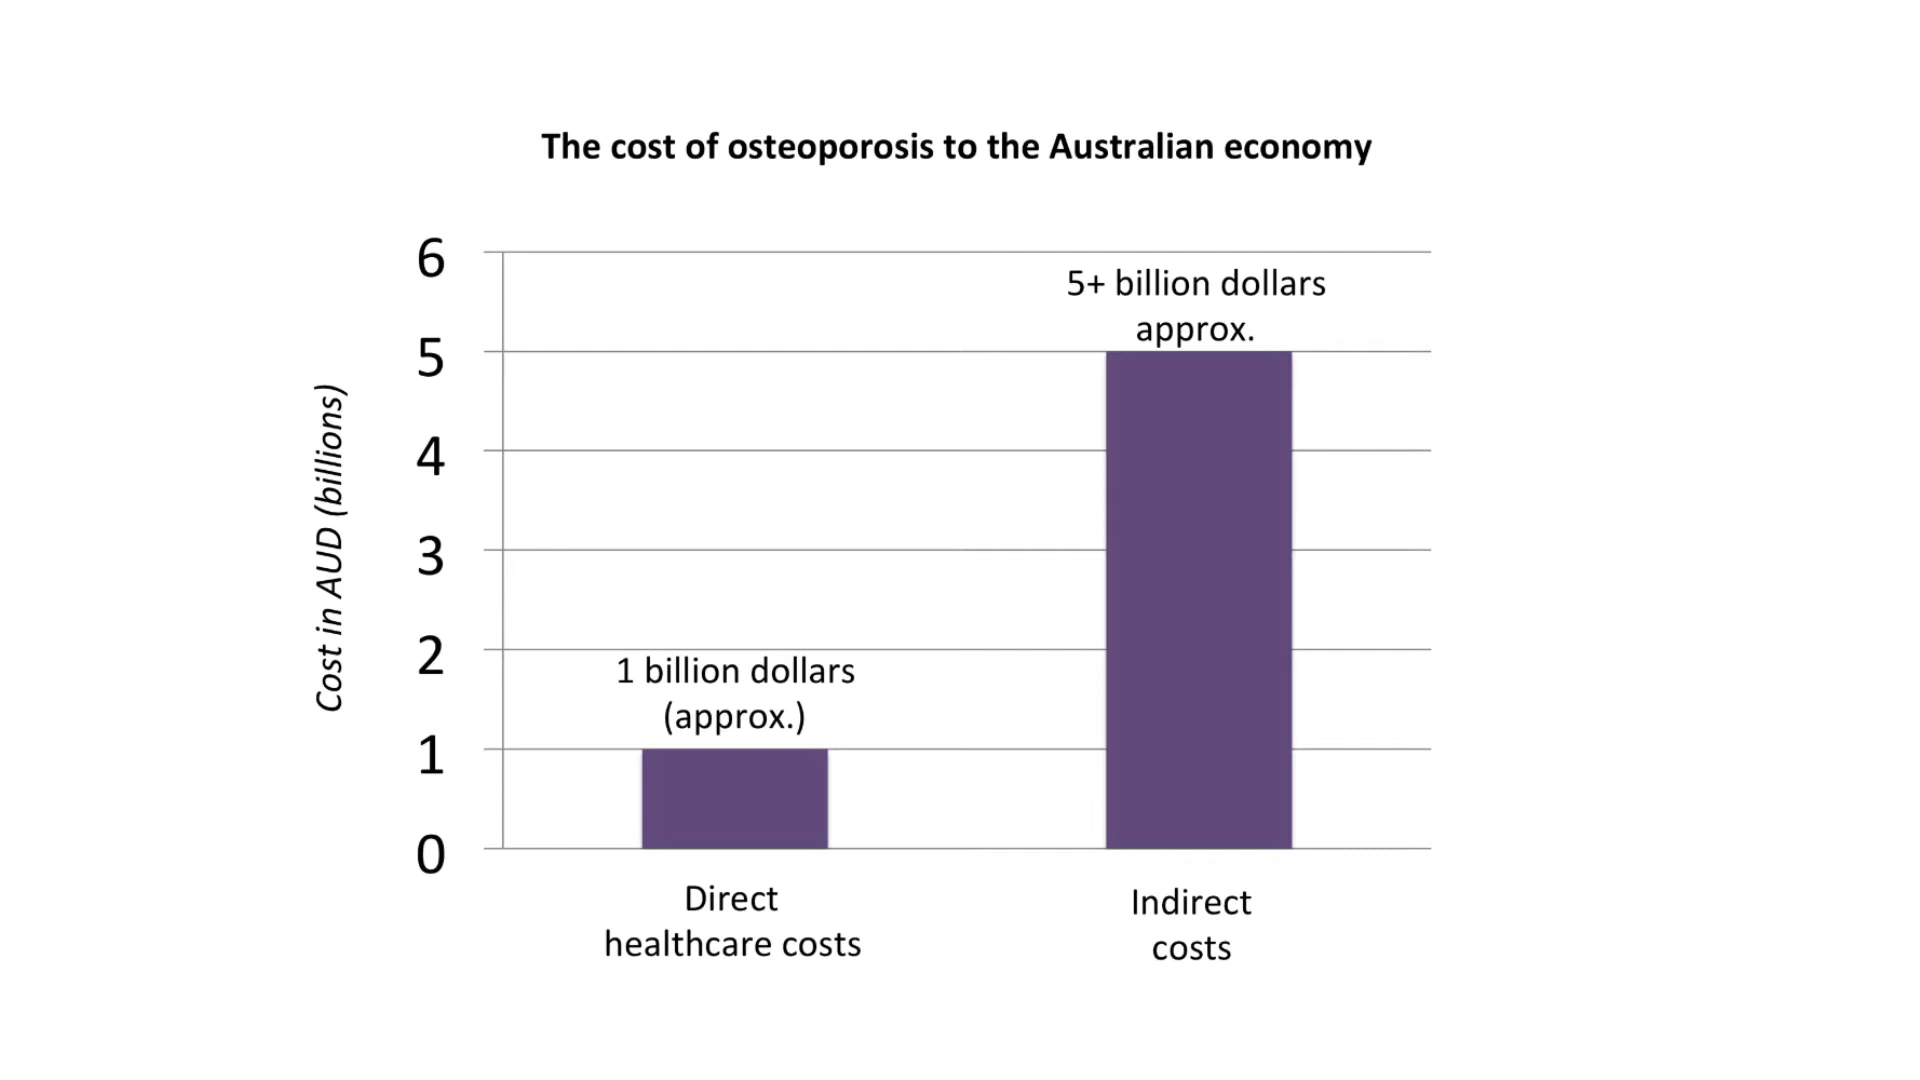 The cost of osteoporosis to the Australian economy
6
5
4
3
2
1
0
Cost in AUD (billions)
5+ billion dollars
approx.
1 billion dollars
(approx.)
Direct
healthcare costs
Indirect
costs